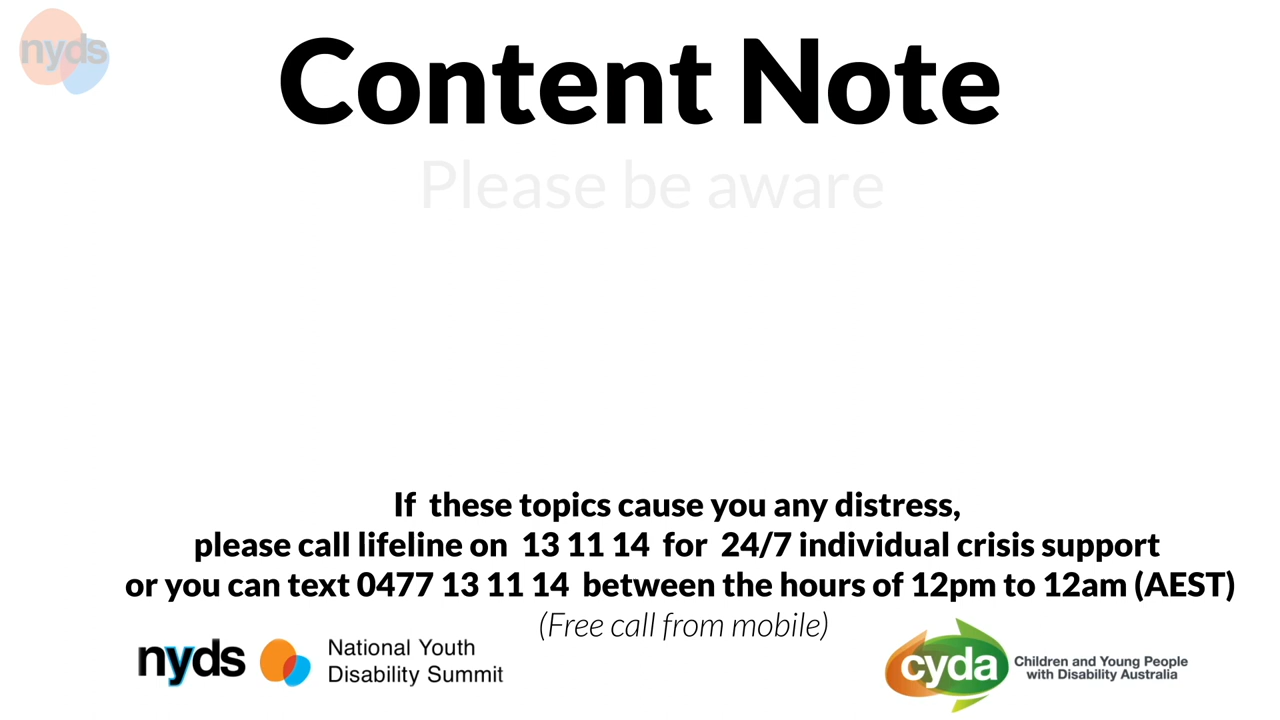 nyds
Content Note
Please be aware
If these topics cause you any distress,
please call lifeline on 13 11 14 for 24/7 individual crisis support
or you can text 0477 13 11 14 between the hours of 12pm to 12am (AEST)
(Free call from mobile)
nyds
National Youth
Disability Summit
cyda
Children and Young People
with Disability Australia